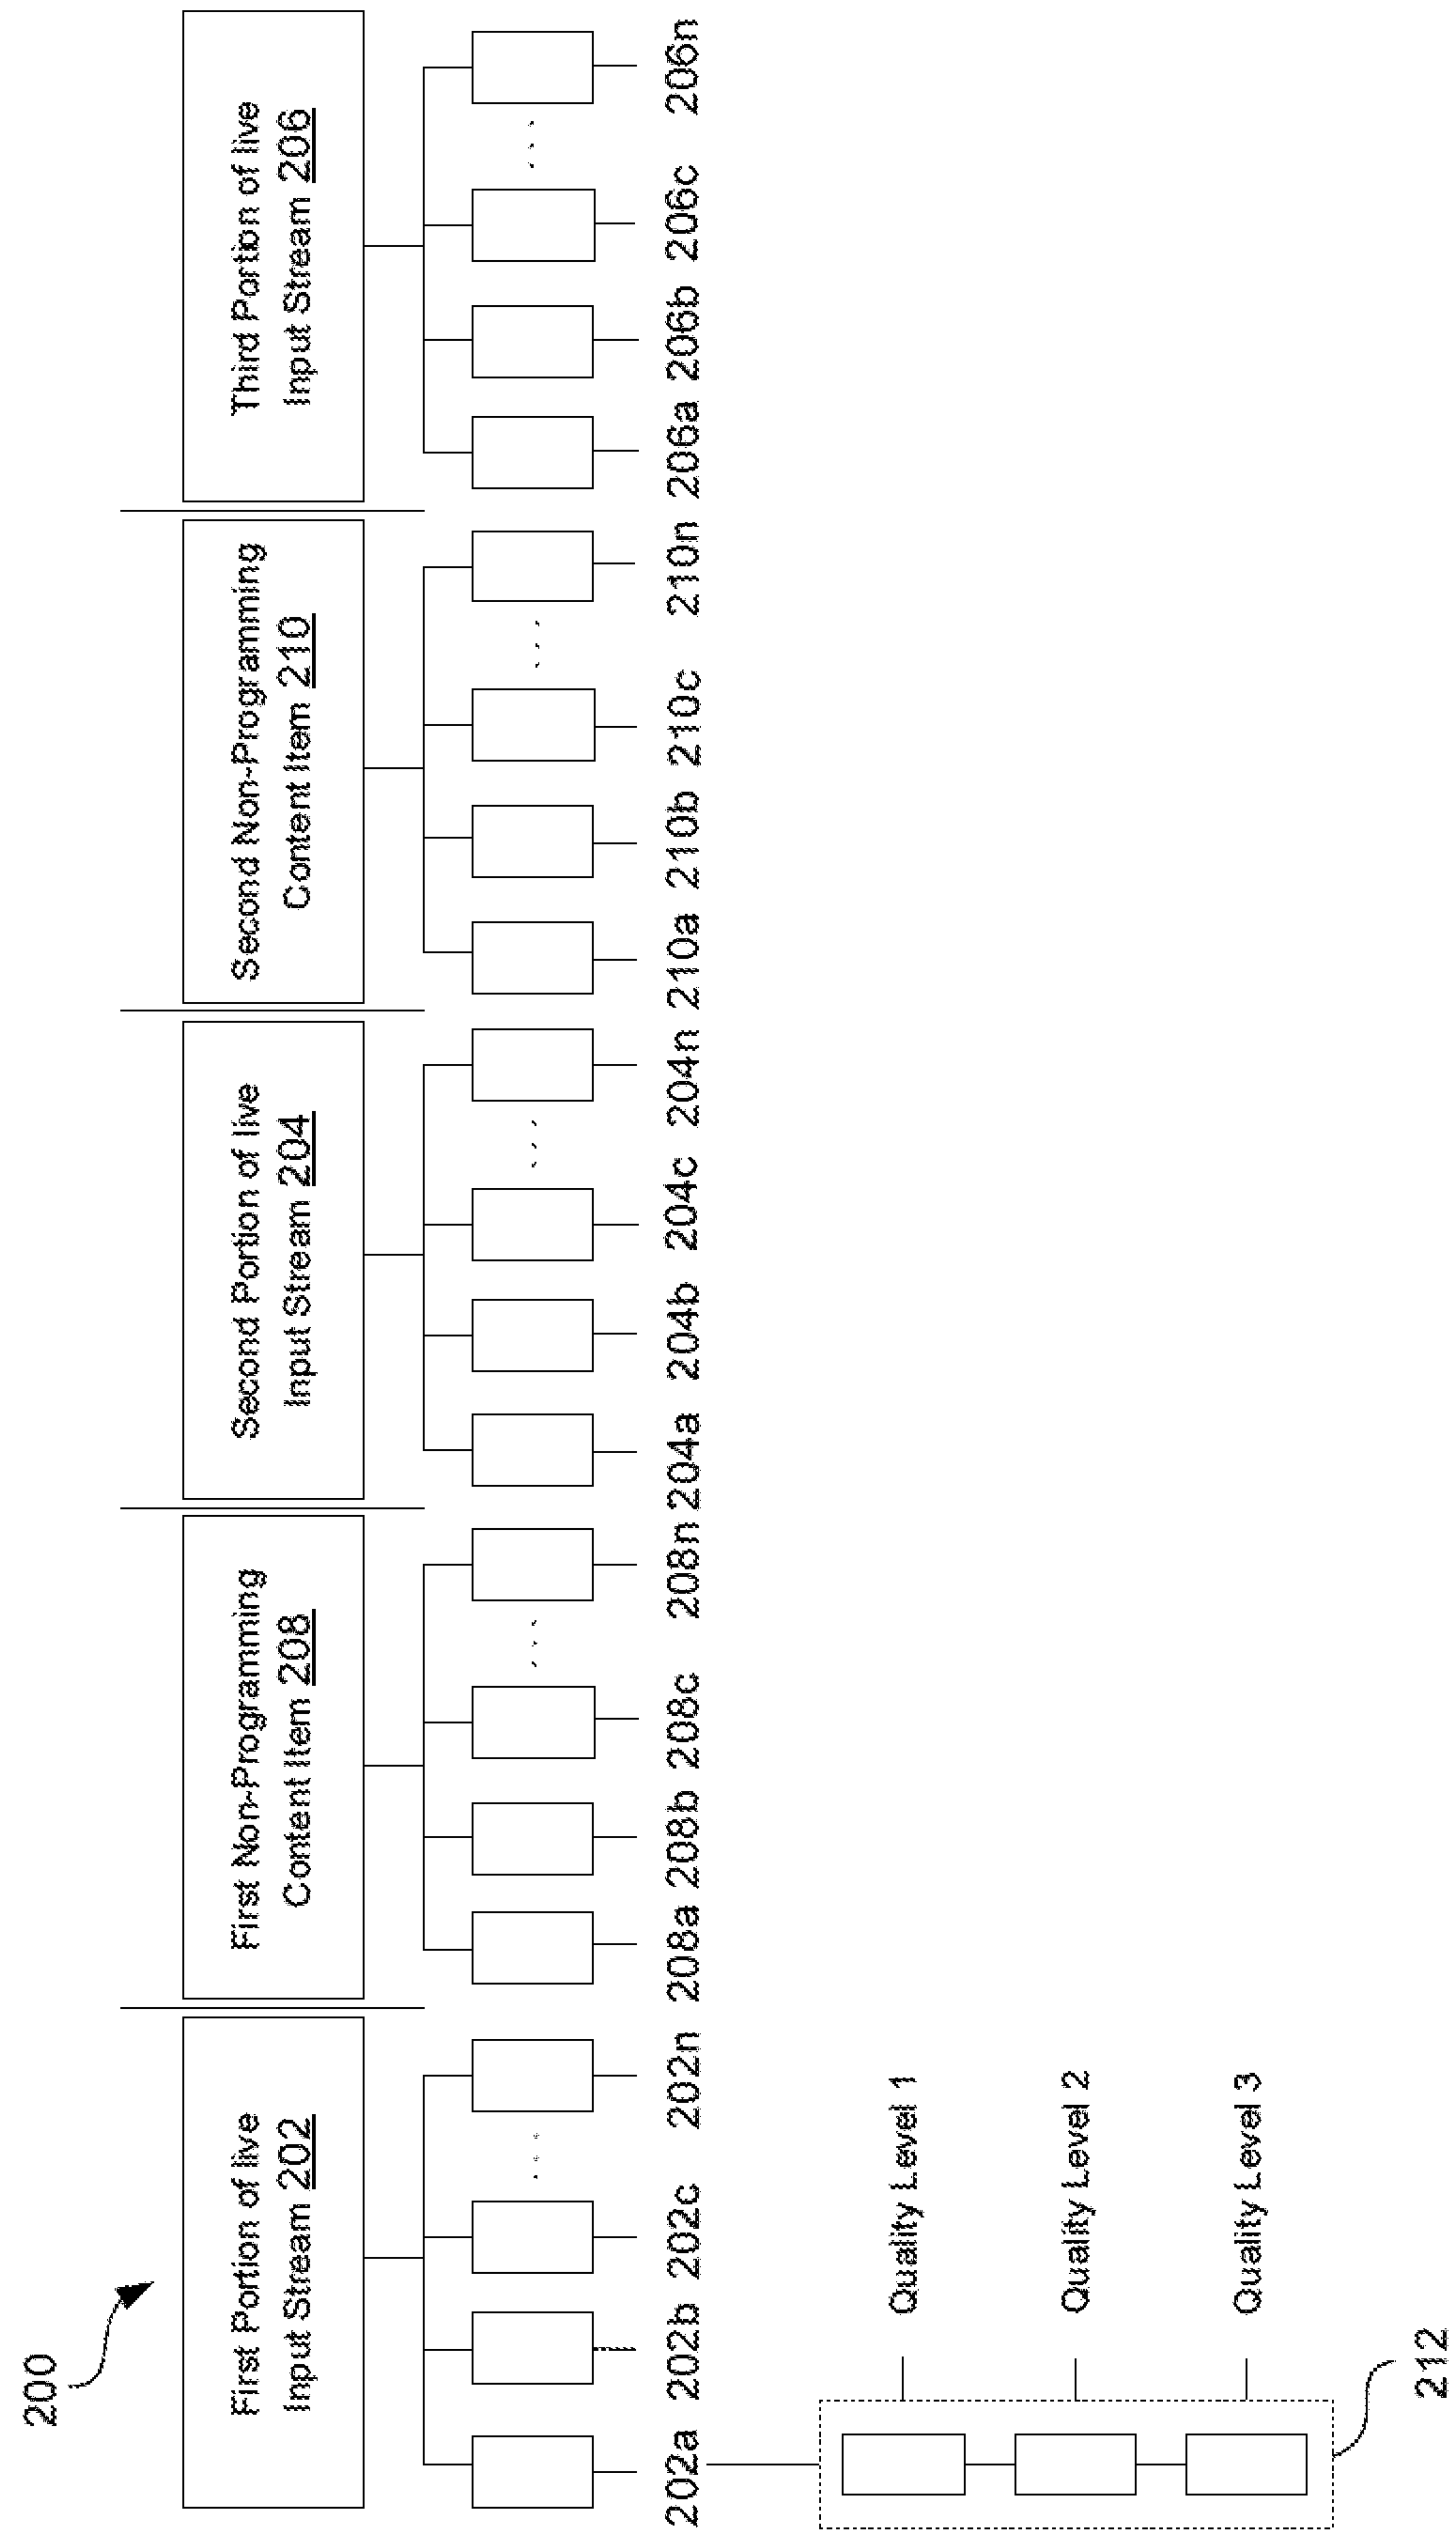 200
First Portion of live
Input Stream 202
First Non-Programming
Content Item 208
Second Portion of live
Input Stream 204
Second Non-Programming
Content Item 210
Third Portion of live
Input Stream 206
202a 202b 202c 202n 208a 208b 208c 208n 204a 204b 204c 204n 210a 210b 210c 210n 206a 206b 206c 206n
Quality Level 1
Quality Level 2
Quality Level 3
212